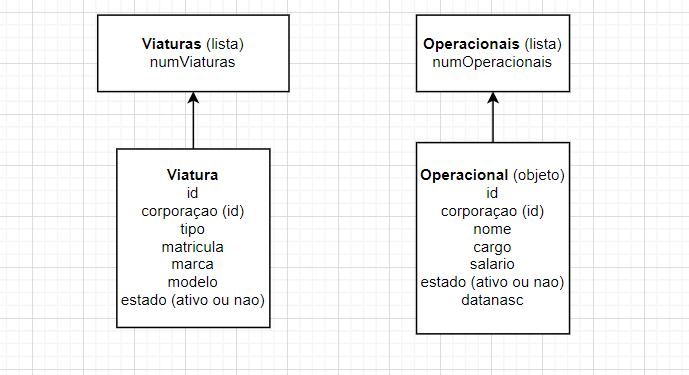 Viaturas (lista)
numViaturas
Operacionais (lista)
numOperacionais
Viatura
id
corporaçao (id)
tipo
matricula
marca
modelo
estado (ativo ou nao)
Operacional (objeto)
id
corporaçao (id)
nome
cargo
salario
estado (ativo ou nao)
datanasc